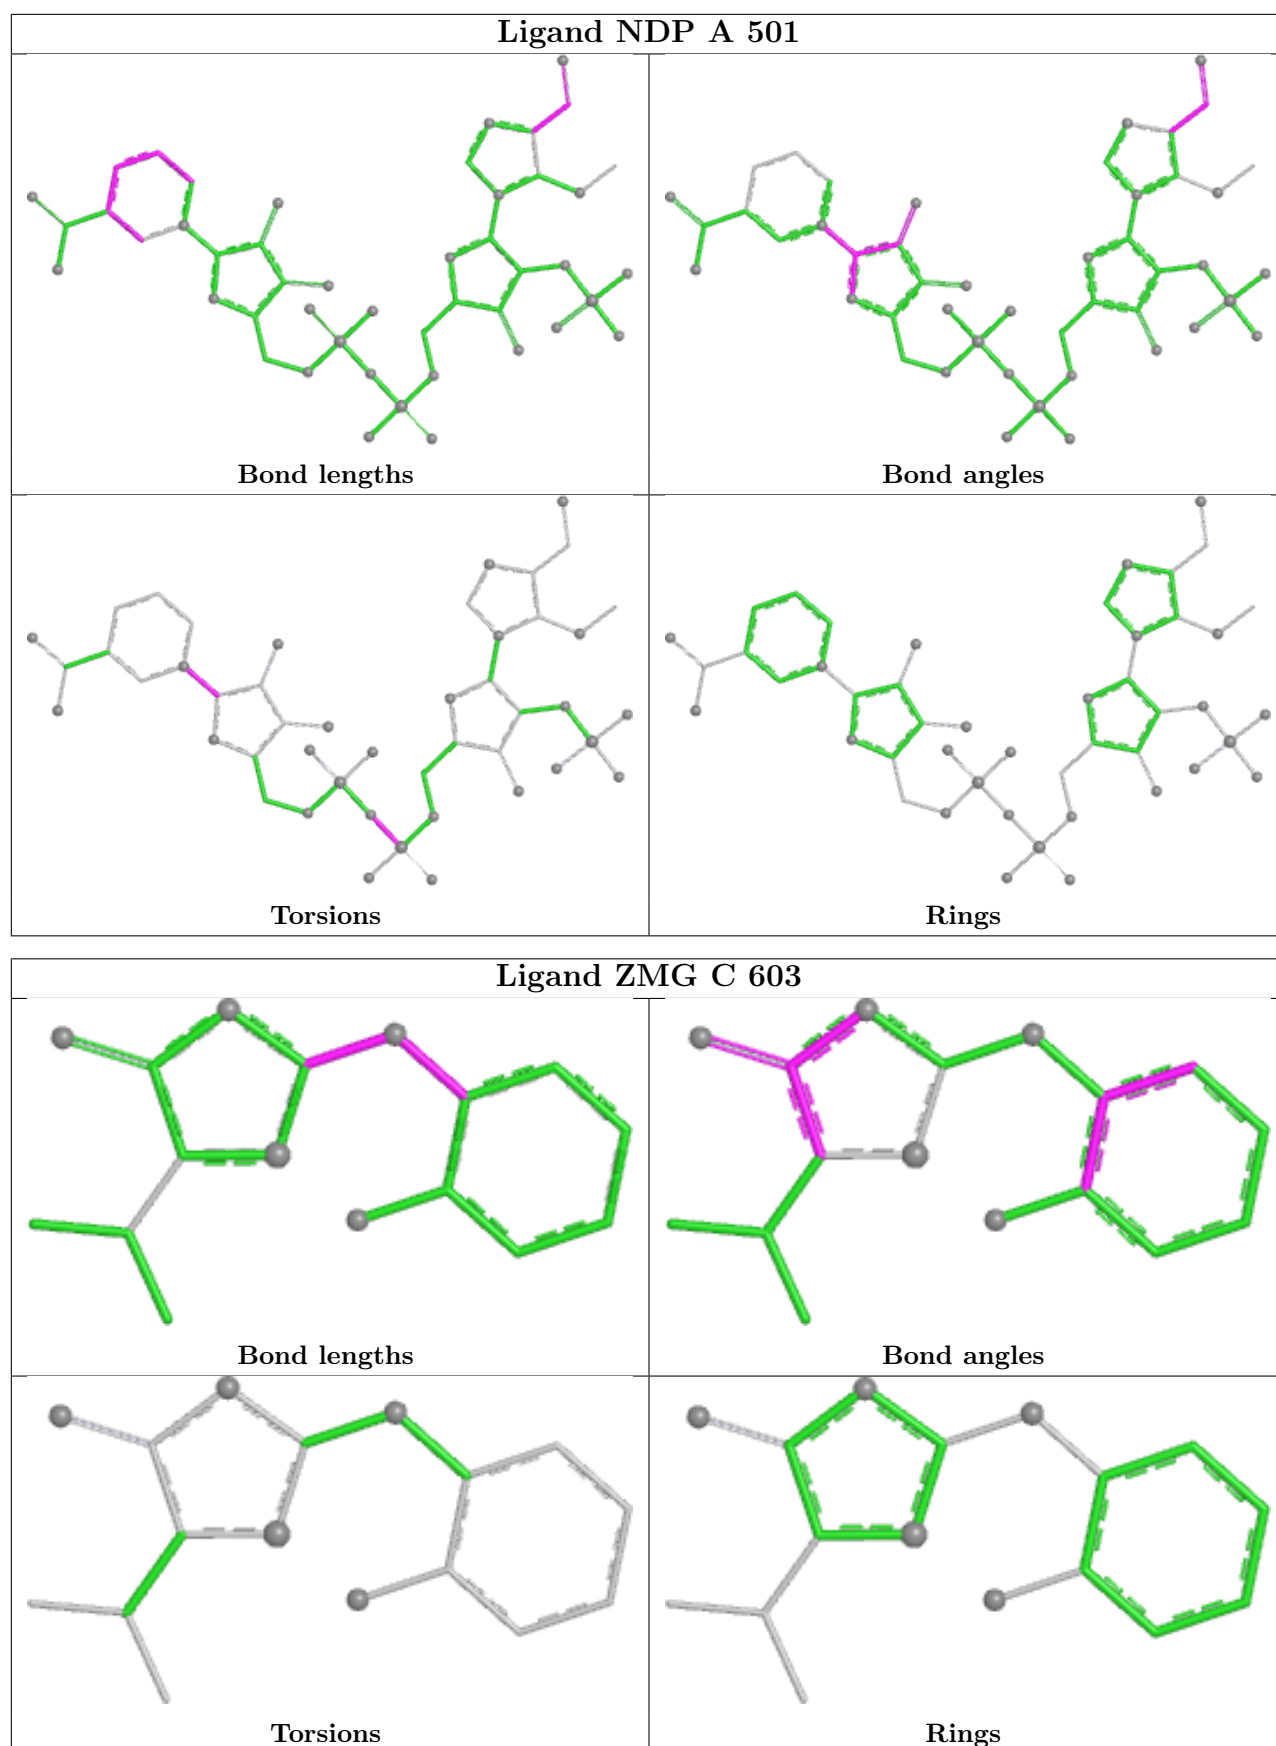 Ligand NDP A 501
Bond lengths
Bond angles
Torsions
Rings
Ligand ZMG C 603
Bond lengths
Bond angles
Torsions
Rings